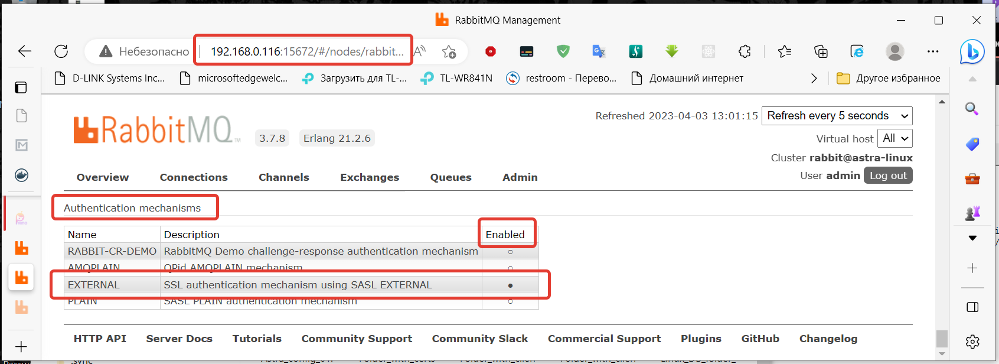 RabbitMQ Management
Небезопасно 192.168.0.116:15672/#/nodes/rabbit...
D-LINK Systems Inc... microsoftedgewelc... Загрузить для TL-... TL-WR841N restroom - Перево... Домашний интернет Другое избранное
Refreshed 2023-04-03 13:01:15 Refresh every 5 seconds
RabbitMQ TM 3.7.8 Erlang 21.2.6
Virtual host All
Cluster rabbit@astra-linux
User admin Log out
Overview Connections Channels Exchanges Queues Admin
Authentication mechanisms
Name Description Enabled
RABBIT-CR-DEMO RabbitMQ Demo challenge-response authentication mechanism ○
AMQPLAIN QPid AMQPLAIN mechanism ○
EXTERNAL SSL authentication mechanism using SASL EXTERNAL ●
PLAIN SASL PLAIN authentication mechanism ○
HTTP API Server Docs Tutorials Community Support Community Slack Commercial Support Plugins GitHub Changelog